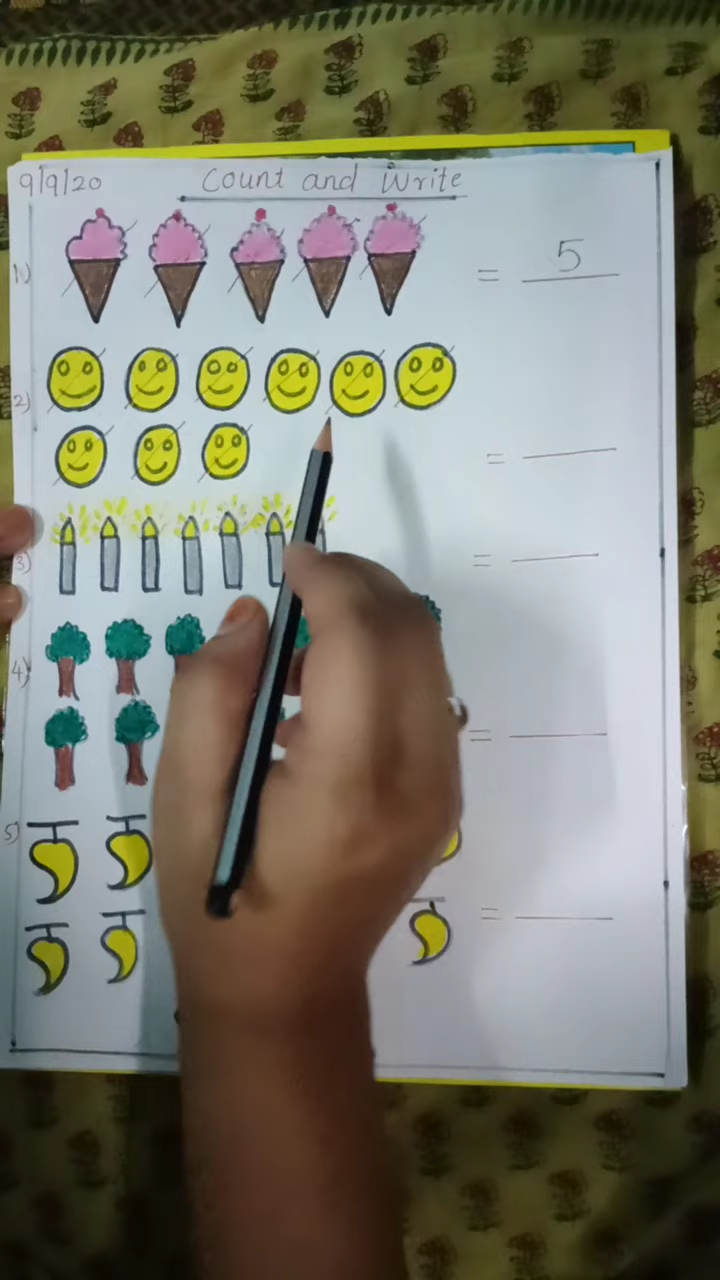 9/9/20 Count and Write
1) = 5
2) =
3) =
4) =
5) =